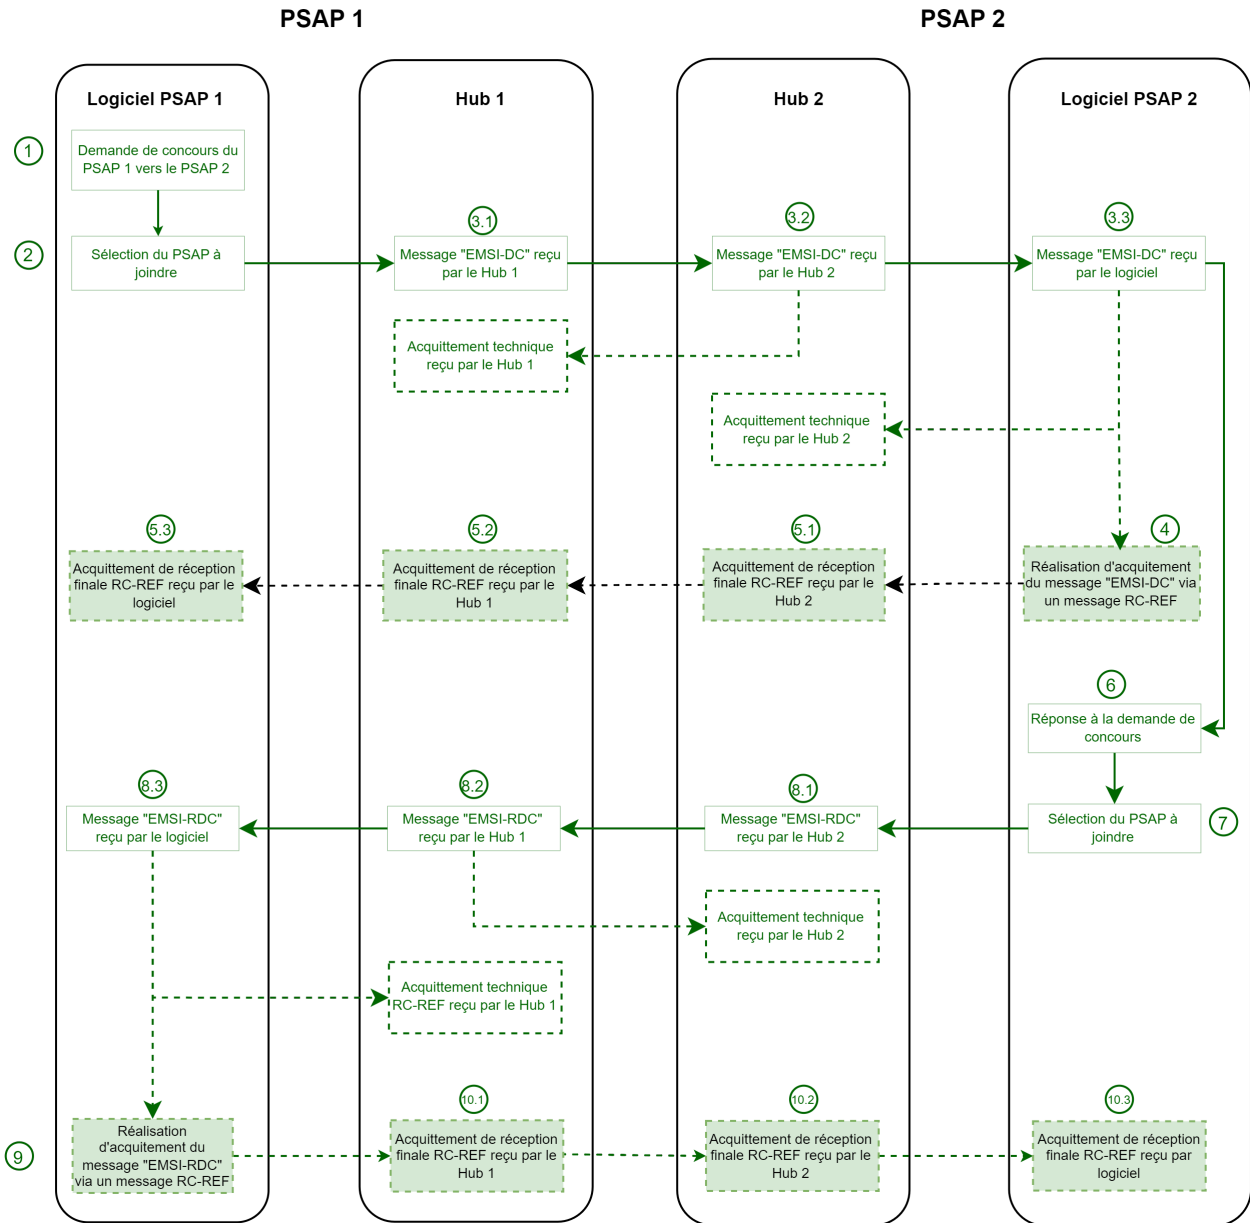 PSAP 1
PSAP 2
Logiciel PSAP 1
Hub 1
Hub 2
Logiciel PSAP 2
1
Demande de concours du
PSAP 1 vers le PSAP 2
3.1
3.2
3.3
2
Sélection du PSAP à
joindre
Message "EMSI-DC" reçu
par le Hub 1
Message "EMSI-DC" reçu
par le Hub 2
Message "EMSI-DC" reçu
par le logiciel
Acquittement technique
reçu par le Hub 1
Acquittement technique
reçu par le Hub 2
5.3
5.2
5.1
4
Acquittement de réception
finale RC-REF reçu par le
logiciel
Acquittement de réception
finale RC-REF reçu par le
Hub 1
Acquittement de réception
finale RC-REF reçu par le
Hub 2
Réalisation d'acquitement
du message "EMSI-DC" via
un message RC-REF
6
Réponse à la demande de
concours
8.3
8.2
8.1
7
Message "EMSI-RDC"
reçu par le logiciel
Message "EMSI-RDC"
reçu par le Hub 1
Message "EMSI-RDC"
reçu par le Hub 2
Sélection du PSAP à
joindre
Acquittement technique
reçu par le Hub 2
Acquittement technique
RC-REF reçu par le Hub 1
10.1
10.2
10.3
9
Réalisation
d'acquitement du
message "EMSI-RDC"
via un message RC-REF
Acquittement de réception
finale RC-REF reçu par le
Hub 1
Acquittement de réception
finale RC-REF reçu par le
Hub 2
Acquittement de réception
finale RC-REF reçu par
logiciel